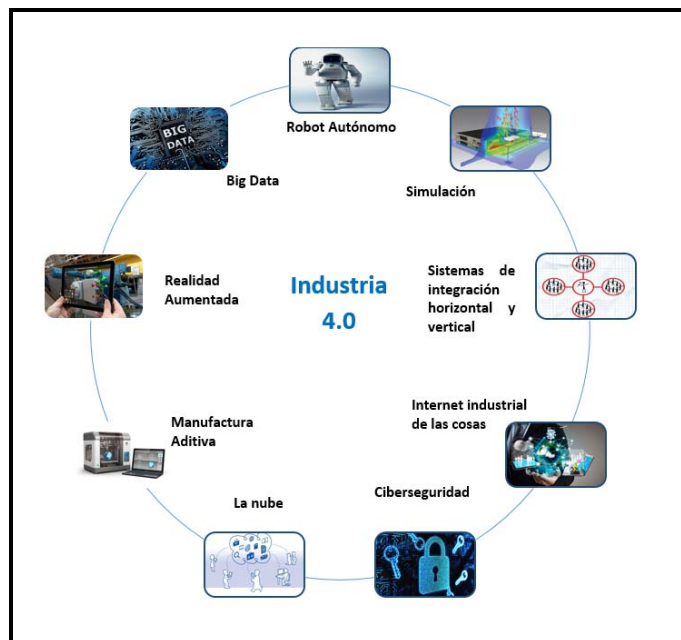 Robot Autónomo
Simulación
Sistemas de
integración
horizontal y
vertical
Internet industrial
de las cosas
Ciberseguridad
La nube
Manufactura
Aditiva
Realidad
Aumentada
Big Data
BIG
DATA
Industria
4.0